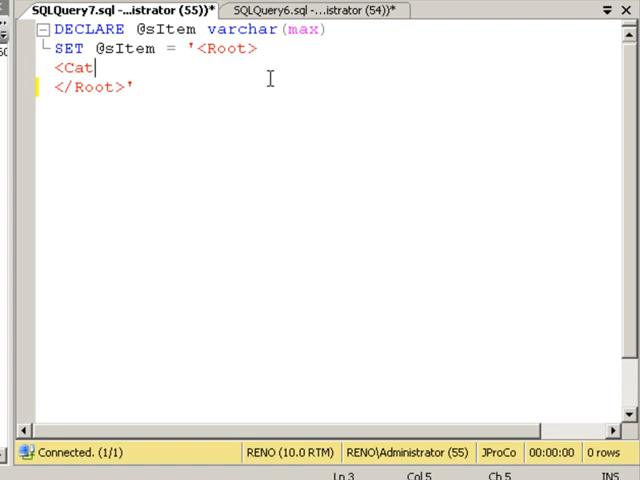 SQLQuery7.sql -...istrator (55))* SQLQuery6.sql -...istrator (54))*
DECLARE @sItem varchar(max)
SET @sItem = '<Root>
<Cat
</Root>'
Connected. (1/1) RENO (10.0 RTM) RENO\Administrator (55) JProCo 00:00:00 0 rows
Ln 3 Col 5 Ch 5 INS